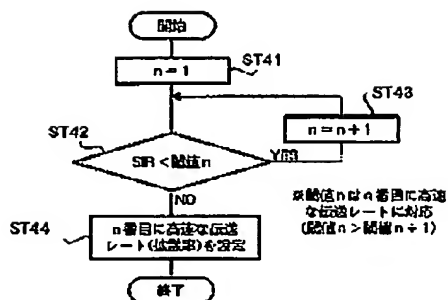 開始
n = 1
ST41
ST43
n = n + 1
ST42
SIR < 閾値n
YES
NO
※閾値nはn番目に高速
な伝送レートに対応
(閾値n > 閾値n + 1)
ST44
n番目に高速な伝送
レート(拡散率)を設定
終了